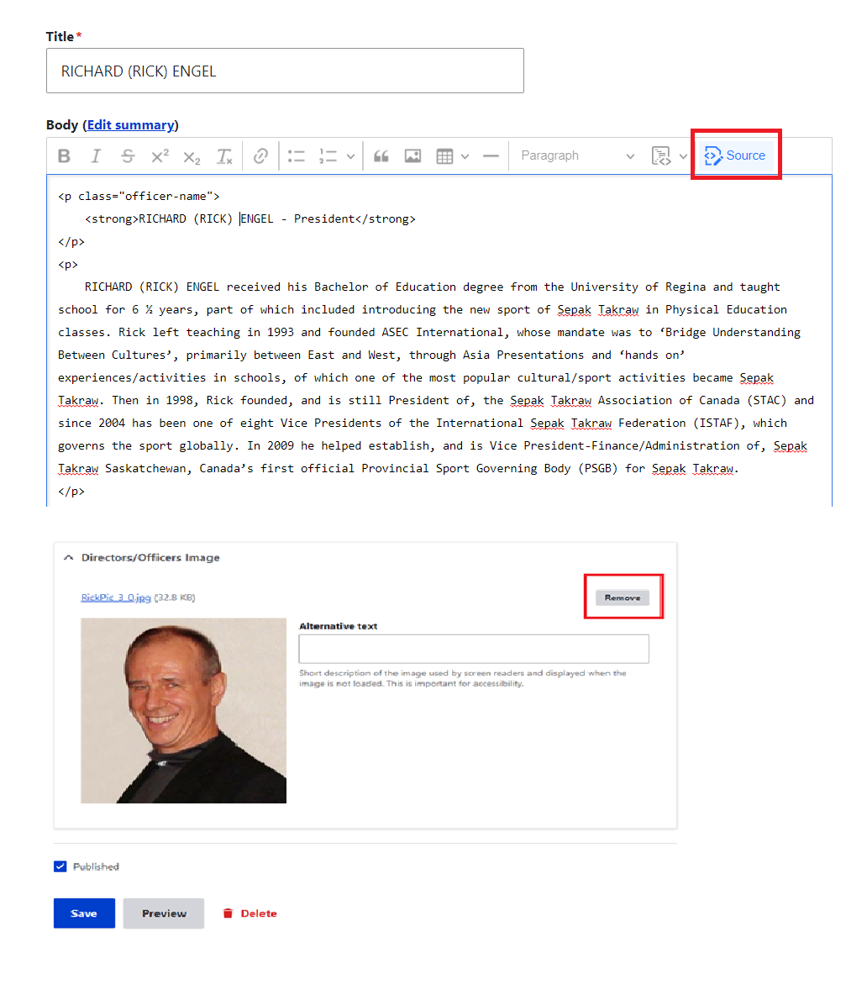 Title*
RICHARD (RICK) ENGEL
Body (Edit summary)
B I S X² X₂ Tx Paragraph Source
<p class="officer-name">
<strong>RICHARD (RICK) ENGEL - President</strong>
</p>
<p>
RICHARD (RICK) ENGEL received his Bachelor of Education degree from the University of Regina and taught
school for 6 ½ years, part of which included introducing the new sport of Sepak Takraw in Physical Education
classes. Rick left teaching in 1993 and founded ASEC International, whose mandate was to ‘Bridge Understanding
Between Cultures’, primarily between East and West, through Asia Presentations and ‘hands on’
experiences/activities in schools, of which one of the most popular cultural/sport activities became Sepak
Takraw. Then in 1998, Rick founded, and is still President of, the Sepak Takraw Association of Canada (STAC) and
since 2004 has been one of eight Vice Presidents of the International Sepak Takraw Federation (ISTAF), which
governs the sport globally. In 2009 he helped establish, and is Vice President-Finance/Administration of, Sepak
Takraw Saskatchewan, Canada’s first official Provincial Sport Governing Body (PSGB) for Sepak Takraw.
</p>
Directors/Officers Image
RickPic_3_0.jpg (32.8 KB)
Remove
Alternative text
Short description of the image used by screen readers and displayed when the
image is not loaded. This is important for accessibility.
Published
Save Preview Delete